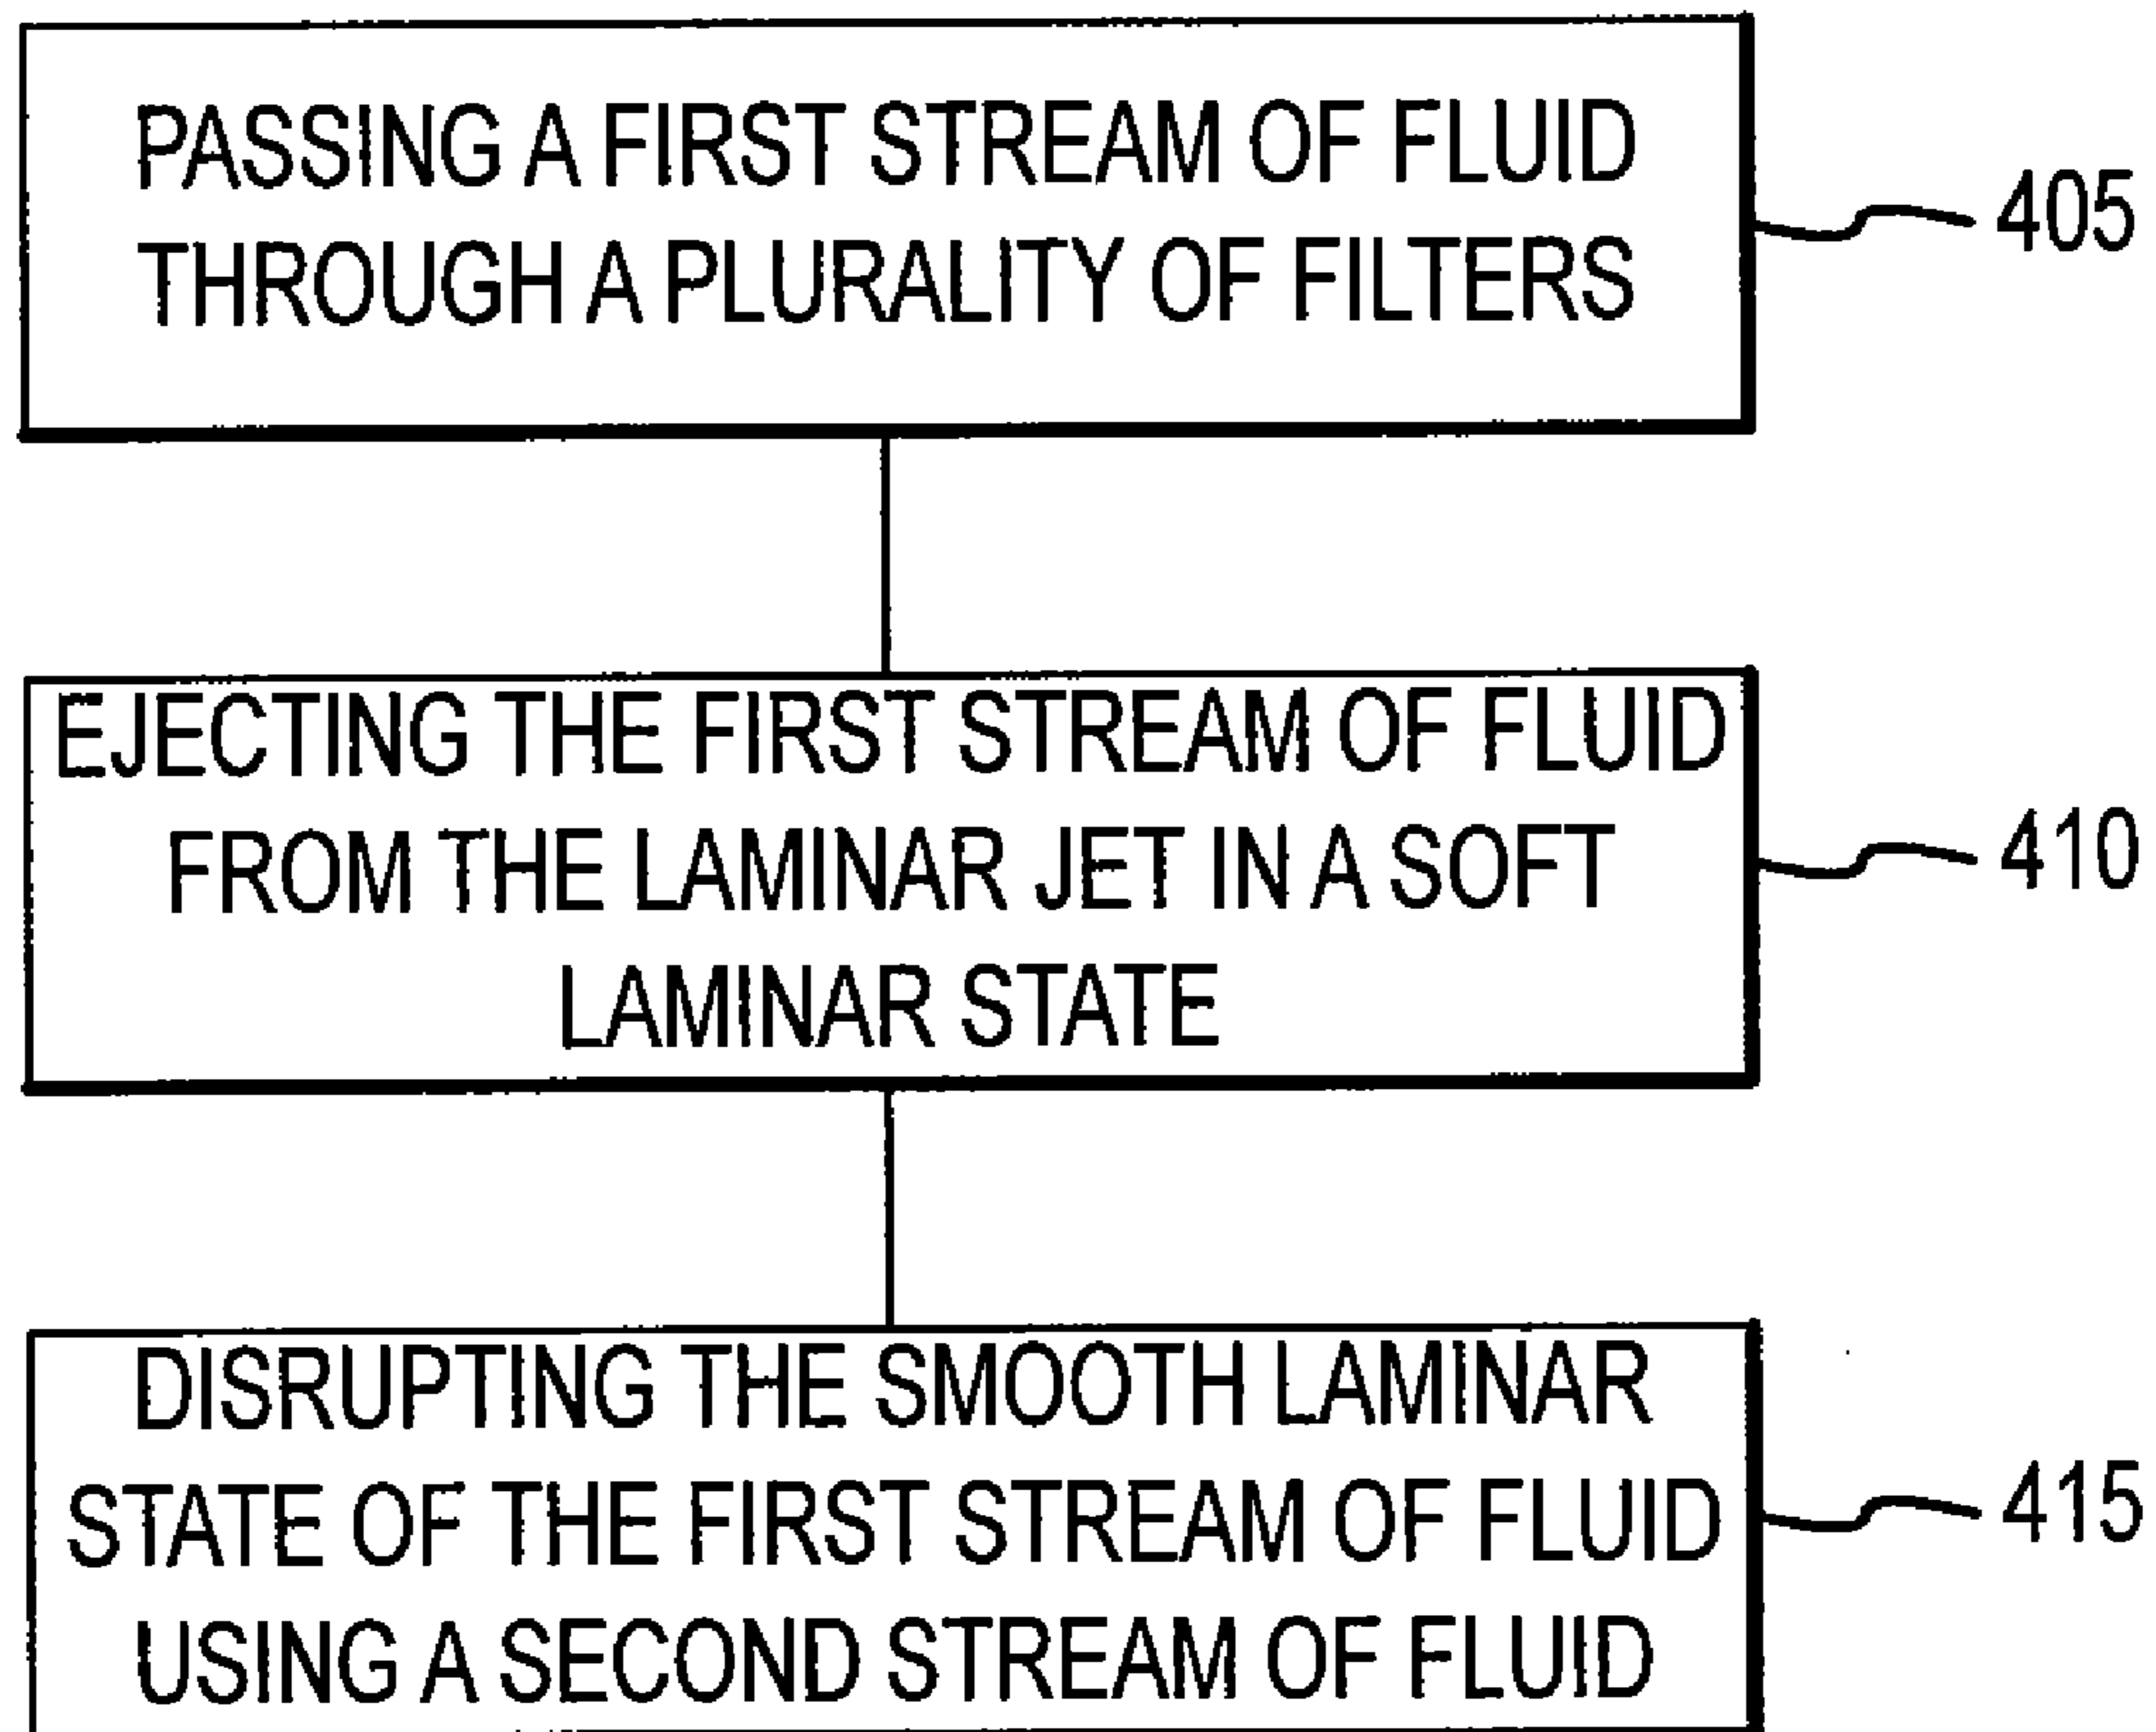 PASSING A FIRST STREAM OF FLUID
THROUGH A PLURALITY OF FILTERS
405
EJECTING THE FIRST STREAM OF FLUID
FROM THE LAMINAR JET IN A SOFT
LAMINAR STATE
410
DISRUPTING THE SMOOTH LAMINAR
STATE OF THE FIRST STREAM OF FLUID
USING A SECOND STREAM OF FLUID
415